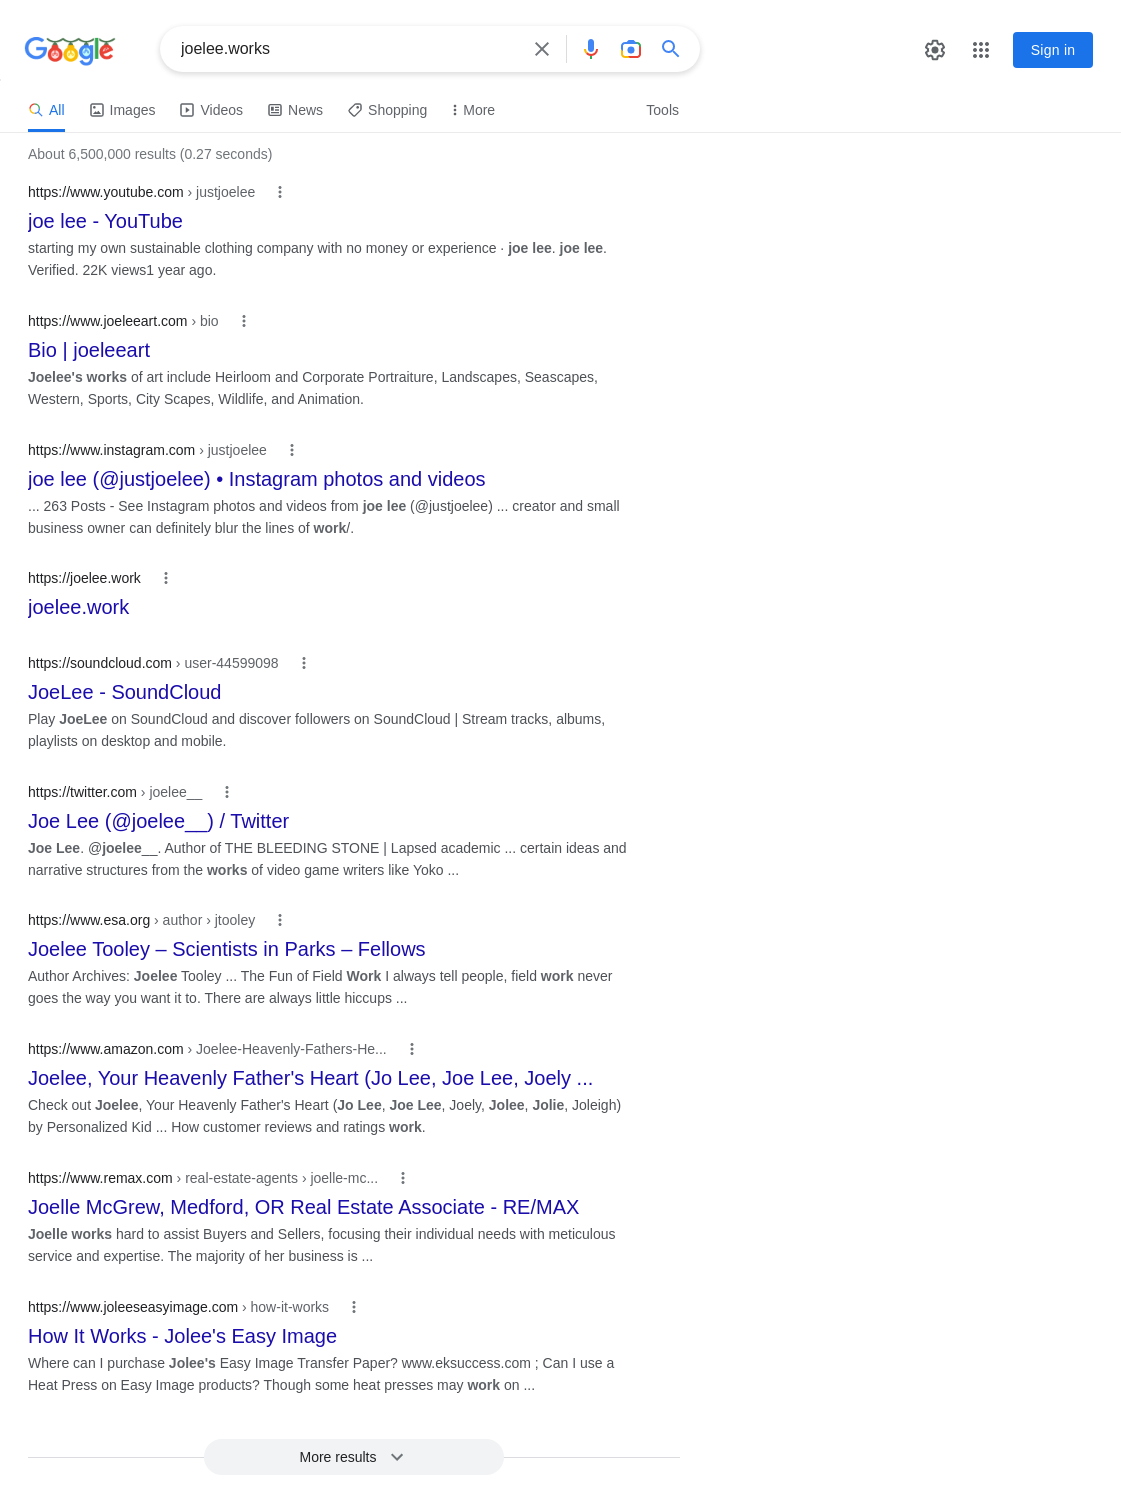 Google
joelee.works
Sign in
All Images Videos News Shopping More Tools
About 6,500,000 results (0.27 seconds)
https://www.youtube.com › justjoelee
joe lee - YouTube
starting my own sustainable clothing company with no money or experience · joe lee. joe lee.
Verified. 22K views1 year ago.
https://www.joeleeart.com › bio
Bio | joeleeart
Joelee's works of art include Heirloom and Corporate Portraiture, Landscapes, Seascapes,
Western, Sports, City Scapes, Wildlife, and Animation.
https://www.instagram.com › justjoelee
joe lee (@justjoelee) • Instagram photos and videos
... 263 Posts - See Instagram photos and videos from joe lee (@justjoelee) ... creator and small
business owner can definitely blur the lines of work/.
https://joelee.work
joelee.work
https://soundcloud.com › user-44599098
JoeLee - SoundCloud
Play JoeLee on SoundCloud and discover followers on SoundCloud | Stream tracks, albums,
playlists on desktop and mobile.
https://twitter.com › joelee__
Joe Lee (@joelee__) / Twitter
Joe Lee. @joelee__. Author of THE BLEEDING STONE | Lapsed academic ... certain ideas and
narrative structures from the works of video game writers like Yoko ...
https://www.esa.org › author › jtooley
Joelee Tooley – Scientists in Parks – Fellows
Author Archives: Joelee Tooley ... The Fun of Field Work I always tell people, field work never
goes the way you want it to. There are always little hiccups ...
https://www.amazon.com › Joelee-Heavenly-Fathers-He...
Joelee, Your Heavenly Father's Heart (Jo Lee, Joe Lee, Joely ...
Check out Joelee, Your Heavenly Father's Heart (Jo Lee, Joe Lee, Joely, Jolee, Jolie, Joleigh)
by Personalized Kid ... How customer reviews and ratings work.
https://www.remax.com › real-estate-agents › joelle-mc...
Joelle McGrew, Medford, OR Real Estate Associate - RE/MAX
Joelle works hard to assist Buyers and Sellers, focusing their individual needs with meticulous
service and expertise. The majority of her business is ...
https://www.joleeseasyimage.com › how-it-works
How It Works - Jolee's Easy Image
Where can I purchase Jolee's Easy Image Transfer Paper? www.eksuccess.com ; Can I use a
Heat Press on Easy Image products? Though some heat presses may work on ...
More results